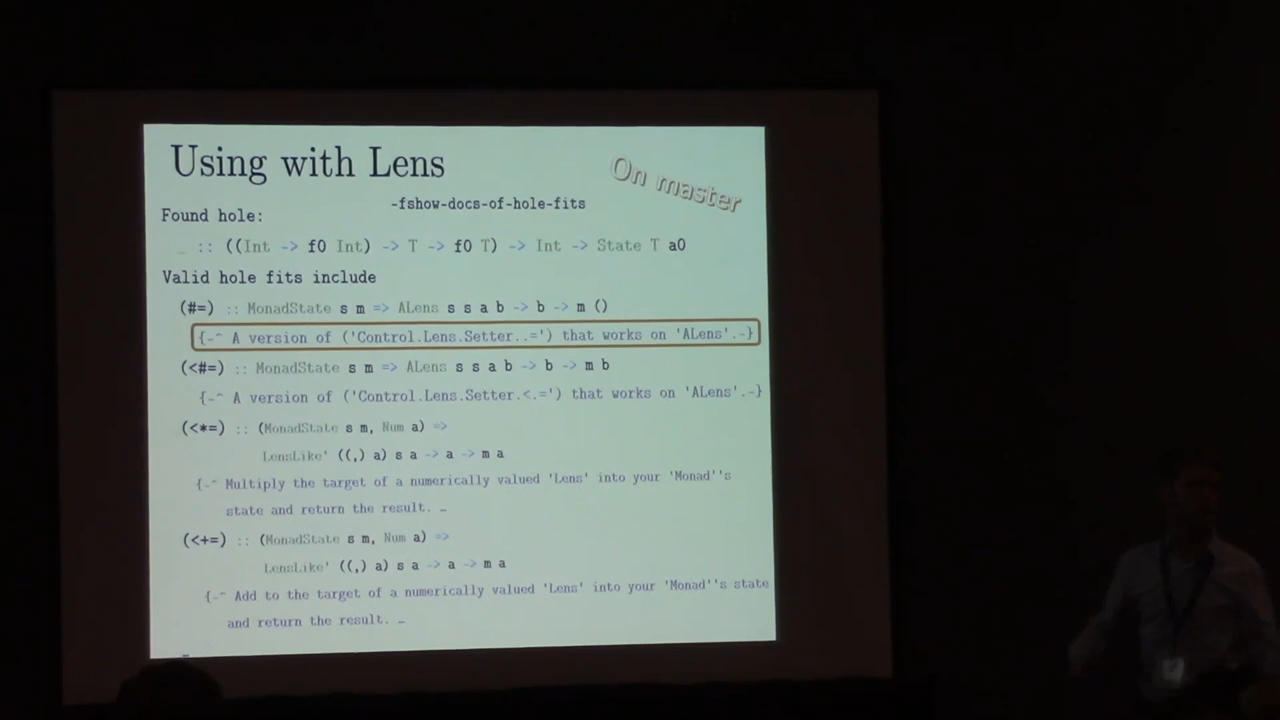 Using with Lens
On master
-fshow-docs-of-hole-fits
Found hole:
_ :: ((Int -> f0 Int) -> T -> f0 T) -> Int -> State T a0
Valid hole fits include
(#=) :: MonadState s m => ALens s s a b -> b -> m ()
{-^ A version of ('Control.Lens.Setter..=') that works on 'ALens'.-}
(<#=) :: MonadState s m => ALens s s a b -> b -> m b
{-^ A version of ('Control.Lens.Setter.<.=') that works on 'ALens'.-}
(<*=) :: (MonadState s m, Num a) =>
LensLike' ((,) a) s a -> a -> m a
{-^ Multiply the target of a numerically valued 'Lens' into your 'Monad''s
state and return the result. …
(<+=) :: (MonadState s m, Num a) =>
LensLike' ((,) a) s a -> a -> m a
{-^ Add to the target of a numerically valued 'Lens' into your 'Monad''s state
and return the result. …